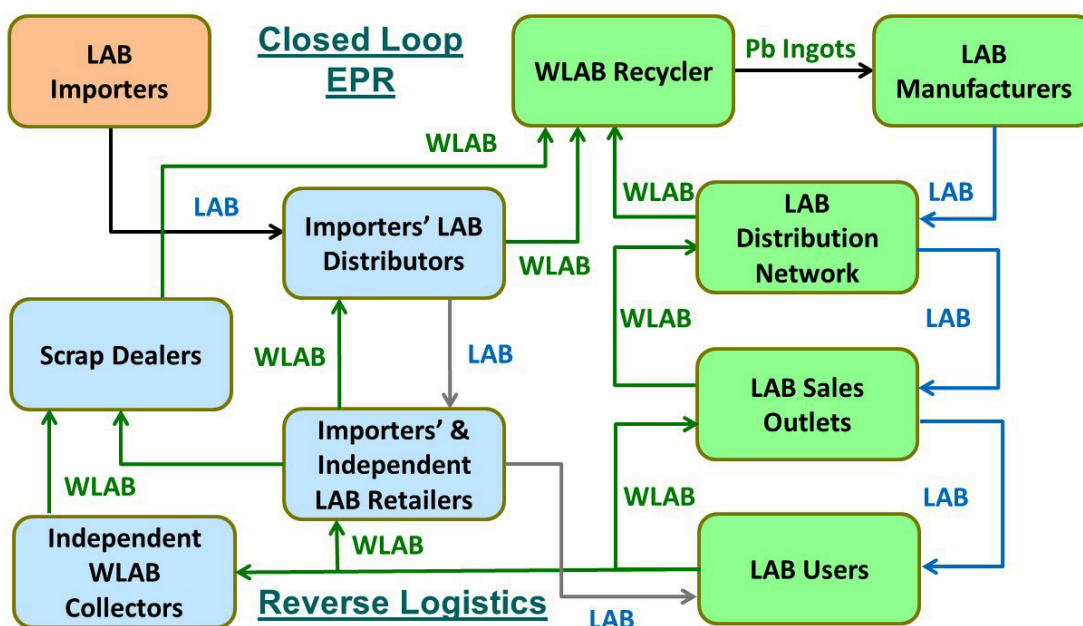 LAB
Importers
Closed Loop
EPR
WLAB Recycler
Pb Ingots
LAB
Manufacturers
WLAB
LAB
Importers' LAB
Distributors
WLAB
WLAB
LAB
Distribution
Network
LAB
Scrap Dealers
WLAB
LAB
WLAB
LAB
Importers' &
Independent
LAB Retailers
LAB Sales
Outlets
WLAB
WLAB
WLAB
LAB
Independent
WLAB
Collectors
LAB Users
Reverse Logistics
LAB